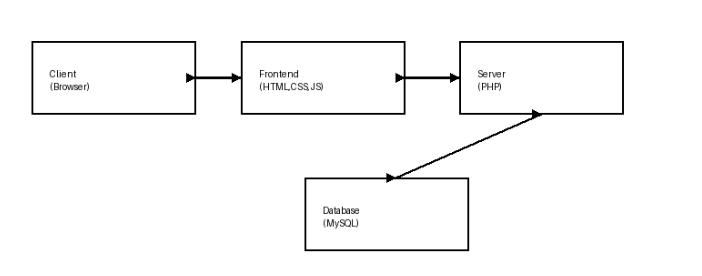 Client
(Browser)
Frontend
(HTML,CSS,JS)
Server
(PHP)
Database
(MySQL)